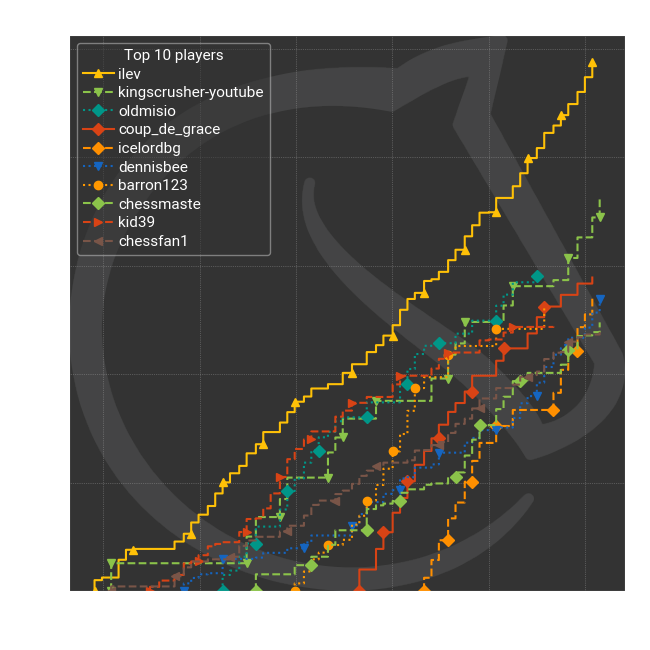 Top 10 players
ilev
kingscrusher-youtube
oldmisio
coup_de_grace
icelordbg
dennisbee
barron123
chessmaste
kid39
chessfan1